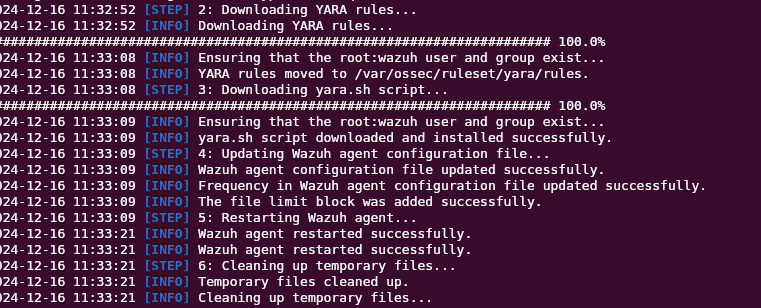 024-12-16 11:32:52 [STEP] 2: Downloading YARA rules...
024-12-16 11:32:52 [INFO] Downloading YARA rules...
###################################################################### 100.0%
024-12-16 11:33:08 [INFO] Ensuring that the root:wazuh user and group exist...
024-12-16 11:33:08 [INFO] YARA rules moved to /var/ossec/ruleset/yara/rules.
024-12-16 11:33:08 [STEP] 3: Downloading yara.sh script...
###################################################################### 100.0%
024-12-16 11:33:09 [INFO] Ensuring that the root:wazuh user and group exist...
024-12-16 11:33:09 [INFO] yara.sh script downloaded and installed successfully.
024-12-16 11:33:09 [STEP] 4: Updating Wazuh agent configuration file...
024-12-16 11:33:09 [INFO] Wazuh agent configuration file updated successfully.
024-12-16 11:33:09 [INFO] Frequency in Wazuh agent configuration file updated successfully.
024-12-16 11:33:09 [INFO] The file limit block was added successfully.
024-12-16 11:33:09 [STEP] 5: Restarting Wazuh agent...
024-12-16 11:33:21 [INFO] Wazuh agent restarted successfully.
024-12-16 11:33:21 [INFO] Wazuh agent restarted successfully.
024-12-16 11:33:21 [STEP] 6: Cleaning up temporary files...
024-12-16 11:33:21 [INFO] Temporary files cleaned up.
024-12-16 11:33:21 [INFO] Cleaning up temporary files...